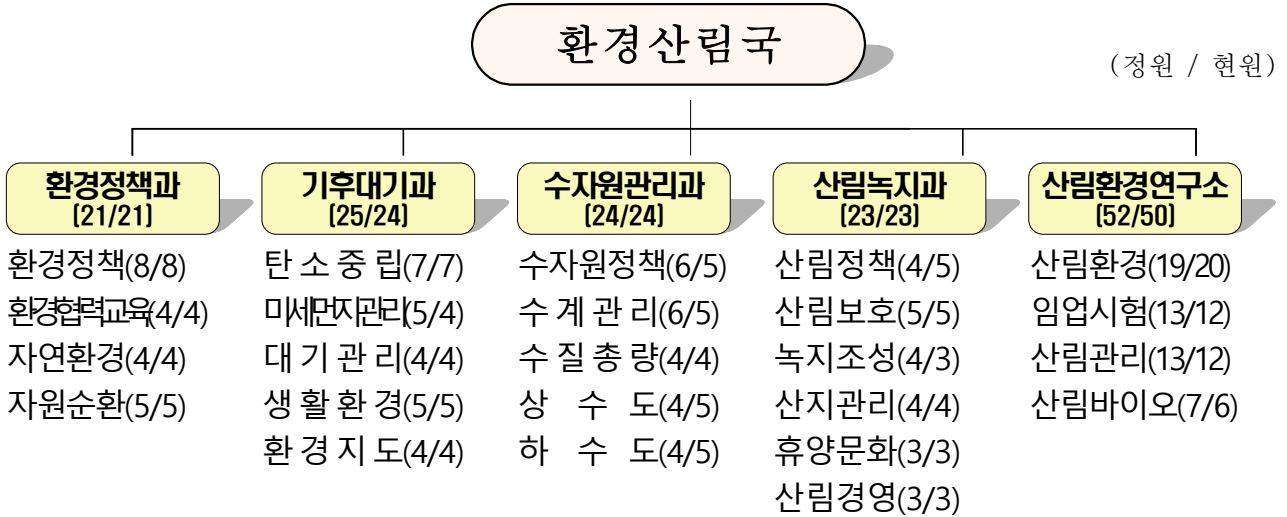 환경산림국
(정원 / 현원)
환경정책과
(21/21)
환경정책(8/8)
환경협력교육(4/4)
자연환경(4/4)
자원순환(5/5)
기후대기과
(25/24)
탄 소 중 립(7/7)
미세먼지관리(5/4)
대 기 관 리(4/4)
생 활 환 경(5/5)
환 경 지 도(4/4)
수자원관리과
(24/24)
수자원정책(6/5)
수 계 관 리(6/5)
수 질 총 량(4/4)
상 수 도(4/5)
하 수 도(4/5)
산림녹지과
(23/23)
산림정책(4/5)
산림보호(5/5)
녹지조성(4/3)
산지관리(4/4)
휴양문화(3/3)
산림경영(3/3)
산림환경연구소
(52/50)
산림환경(19/20)
임업시험(13/12)
산림관리(13/12)
산림바이오(7/6)